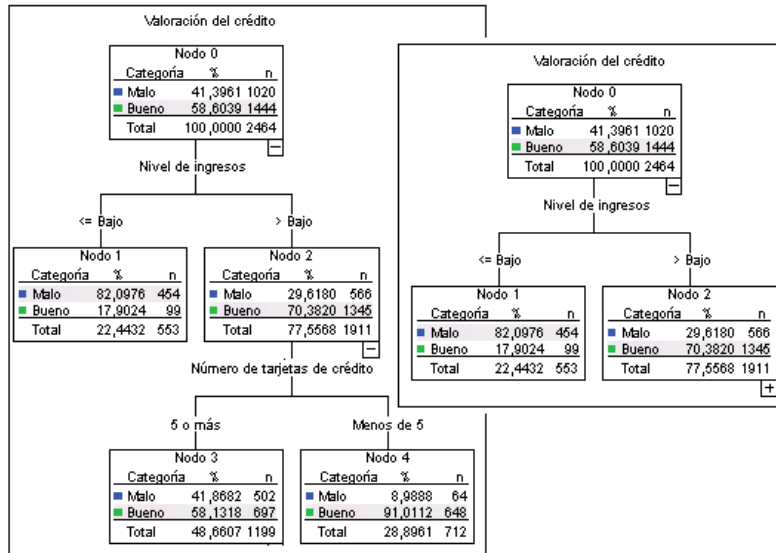 Valoración del crédito
Nodo 0
Categoría % n
Malo 41,3961 1020
Bueno 58,6039 1444
Total 100,0000 2464
Nivel de ingresos
<= Bajo
> Bajo
Nodo 1
Categoría % n
Malo 82,0976 454
Bueno 17,9024 99
Total 22,4432 553
Nodo 2
Categoría % n
Malo 29,6180 566
Bueno 70,3820 1345
Total 77,5568 1911
Número de tarjetas de crédito
5 o más
Menos de 5
Nodo 3
Categoría % n
Malo 41,8682 502
Bueno 58,1318 697
Total 48,6607 1199
Nodo 4
Categoría % n
Malo 8,9888 64
Bueno 91,0112 648
Total 28,8961 712
Valoración del crédito
Nodo 0
Categoría % n
Malo 41,3961 1020
Bueno 58,6039 1444
Total 100,0000 2464
Nivel de ingresos
<= Bajo
> Bajo
Nodo 1
Categoría % n
Malo 82,0976 454
Bueno 17,9024 99
Total 22,4432 553
Nodo 2
Categoría % n
Malo 29,6180 566
Bueno 70,3820 1345
Total 77,5568 1911